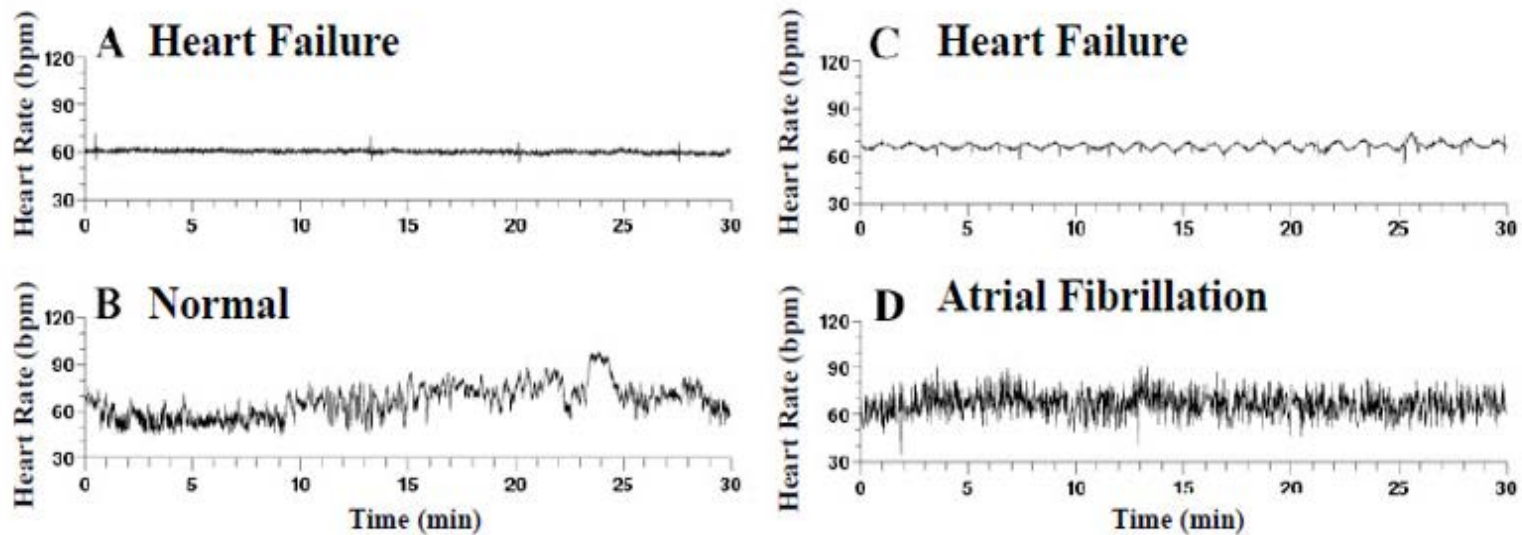 A Heart Failure
Heart Rate (bpm)
120
90
60
30
0 5 10 15 20 25 30
C Heart Failure
Heart Rate (bpm)
120
90
60
30
0 5 10 15 20 25 30
B Normal
Heart Rate (bpm)
120
90
60
30
0 5 10 15 20 25 30
Time (min)
D Atrial Fibrillation
Heart Rate (bpm)
120
90
60
30
0 5 10 15 20 25 30
Time (min)